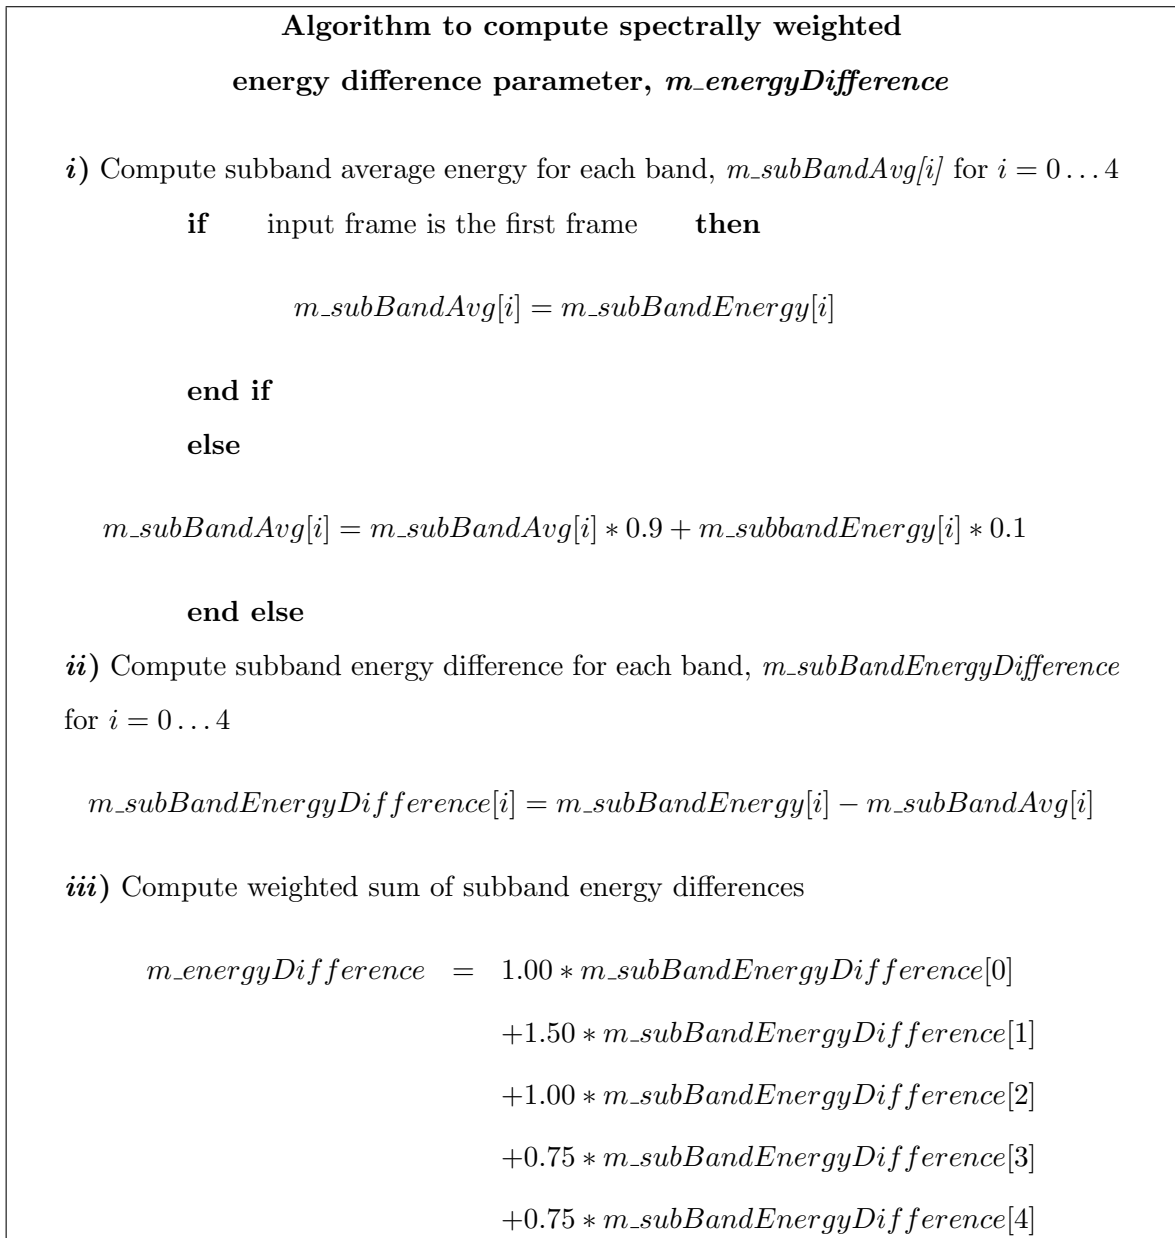 Algorithm to compute spectrally weighted
energy difference parameter, m_energyDifference
i) Compute subband average energy for each band, m_subBandAvg[i] for i = 0 . . . 4
if input frame is the first frame then
m_subBandAvg[i] = m_subBandEnergy[i]
end if
else
m_subBandAvg[i] = m_subBandAvg[i] * 0.9 + m_subbandEnergy[i] * 0.1
end else
ii) Compute subband energy difference for each band, m_subBandEnergyDifference
for i = 0 . . . 4
m_subBandEnergyDifference[i] = m_subBandEnergy[i] − m_subBandAvg[i]
iii) Compute weighted sum of subband energy differences
m_energyDifference = 1.00 * m_subBandEnergyDifference[0]
+1.50 * m_subBandEnergyDifference[1]
+1.00 * m_subBandEnergyDifference[2]
+0.75 * m_subBandEnergyDifference[3]
+0.75 * m_subBandEnergyDifference[4]